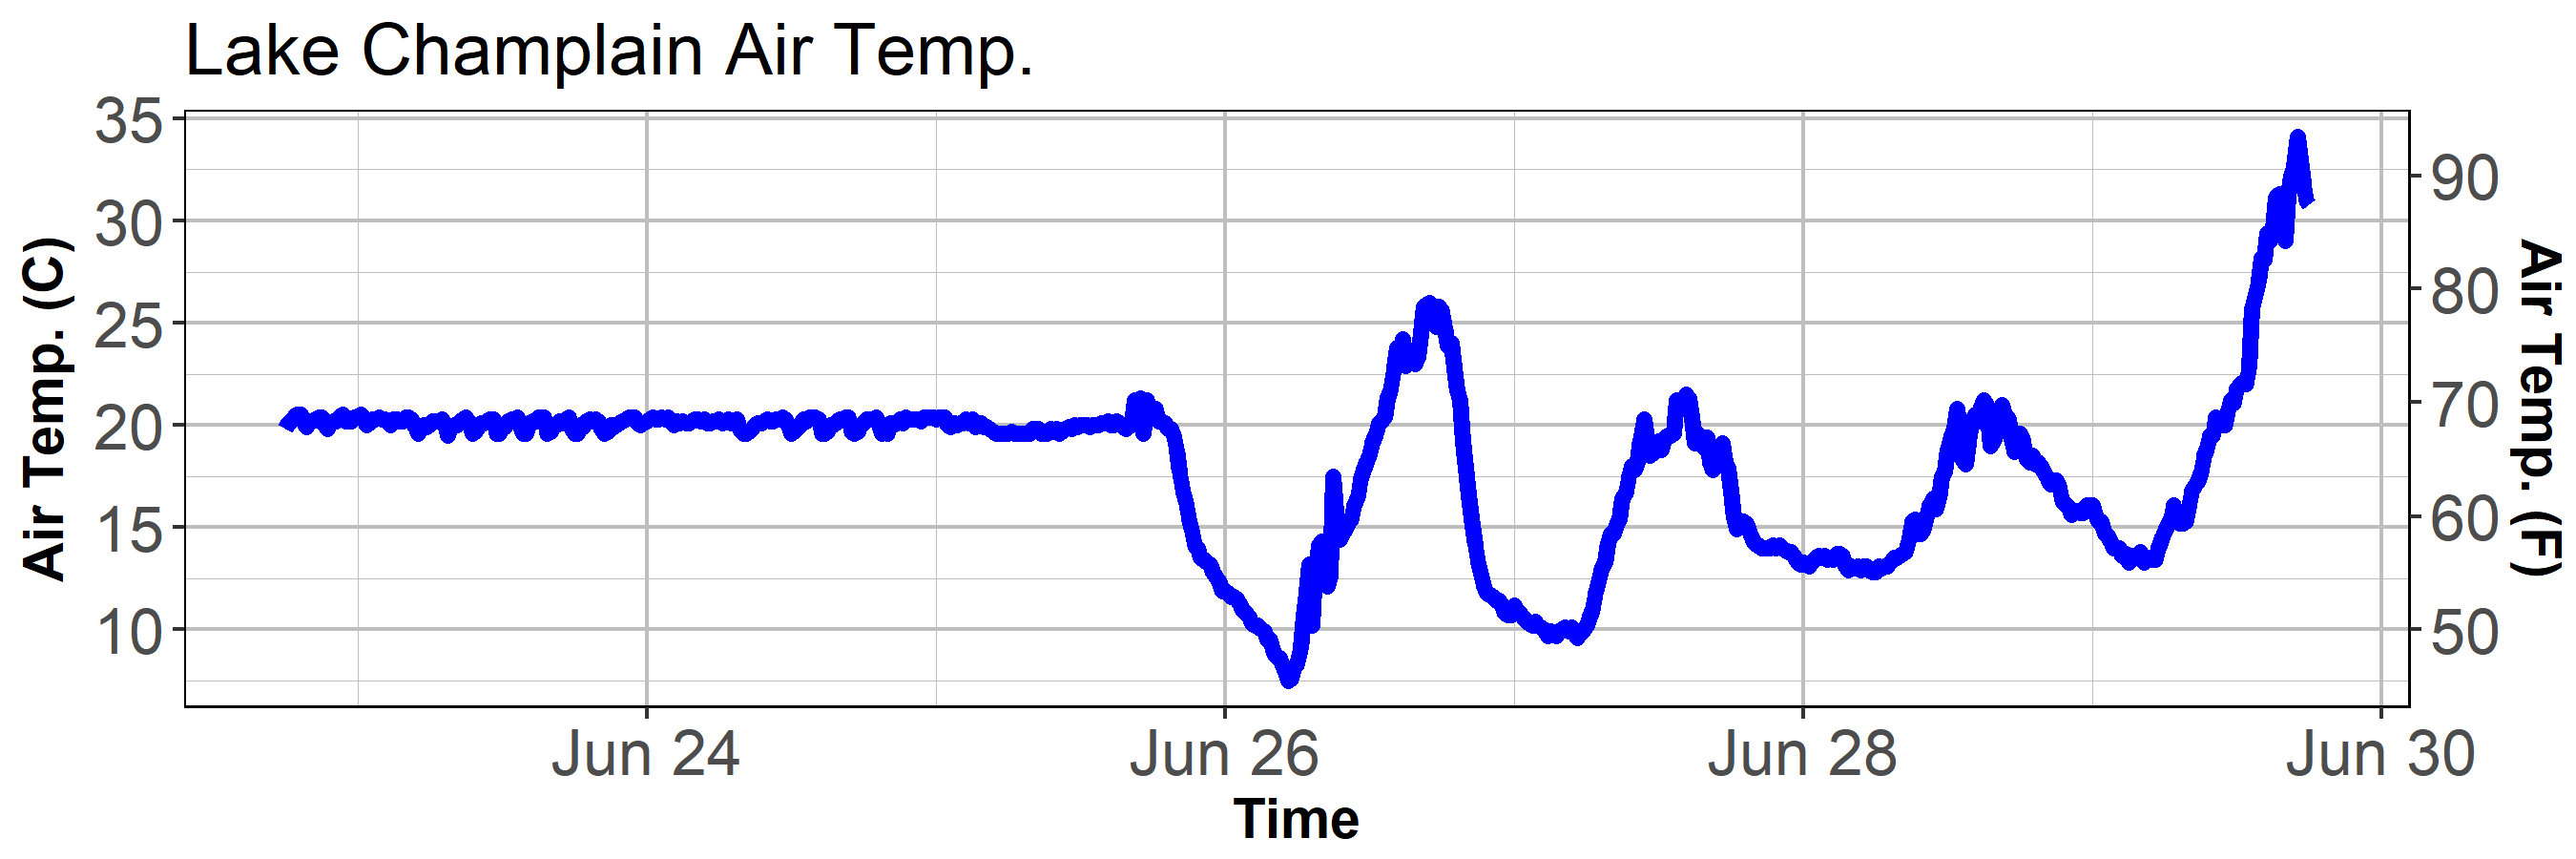 Lake Champlain Air Temp.
35
30
25
20
15
10
Air Temp. (C)
90
80
70
60
50
Air Temp. (F)
Jun 24
Jun 26
Jun 28
Jun 30
Time